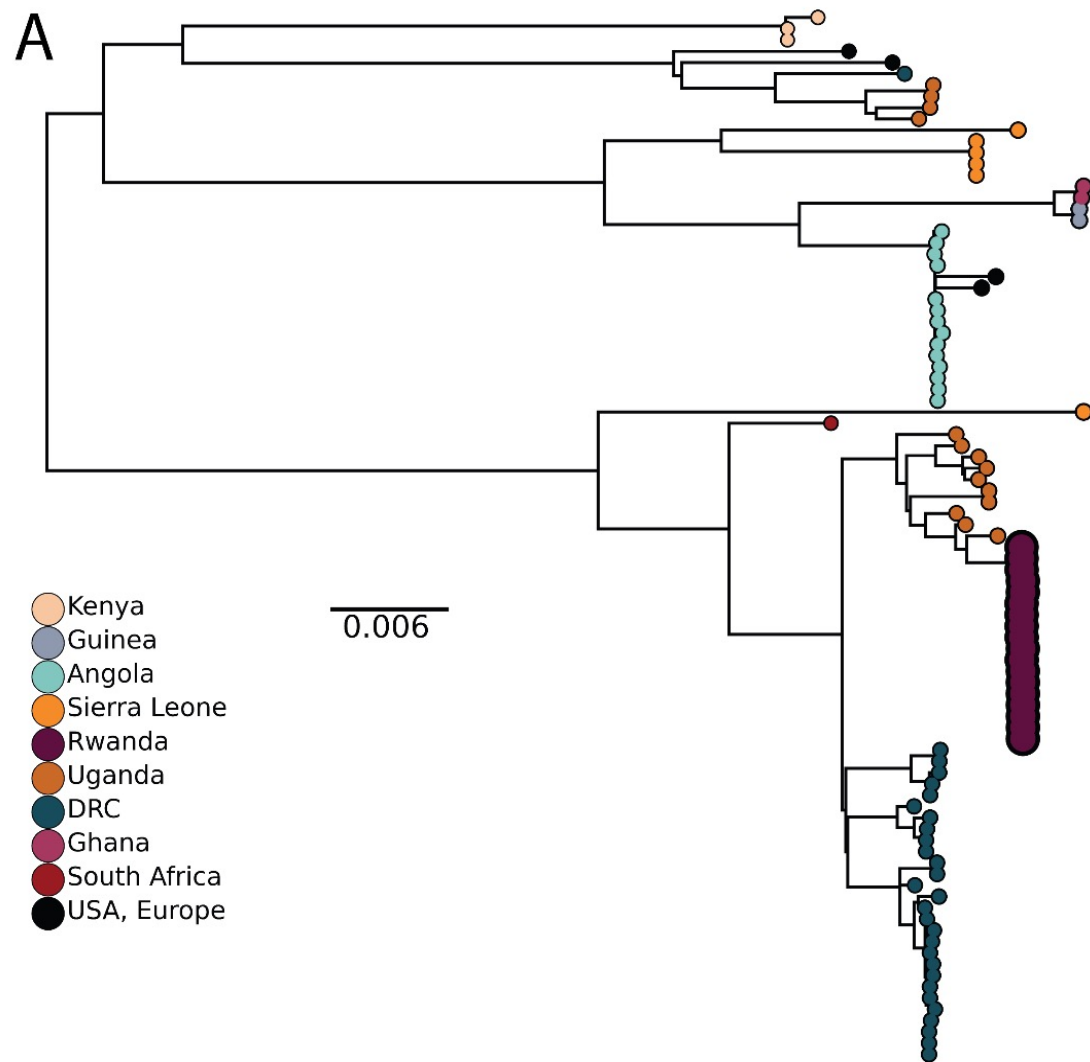 A
0.006
Kenya
Guinea
Angola
Sierra Leone
Rwanda
Uganda
DRC
Ghana
South Africa
USA, Europe